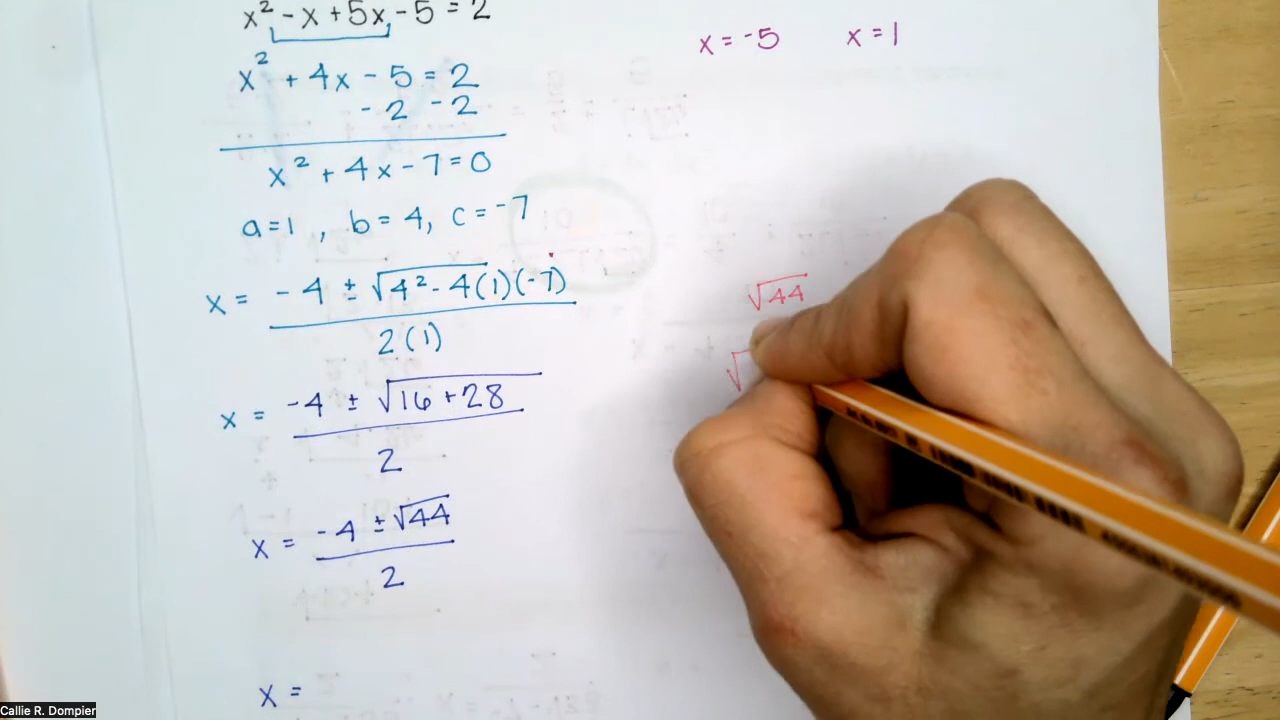 x² - x + 5x - 5 = 2
x² + 4x - 5 = 2
- 2 - 2
x² + 4x - 7 = 0
a = 1 , b = 4, c = -7
x = -4 ± √4² - 4(1)(-7)
2(1)
x = -4 ± √16 + 28
2
x = -4 ± √44
2
x =
x = -5 x = 1
√44
√
Callie R. Dompier